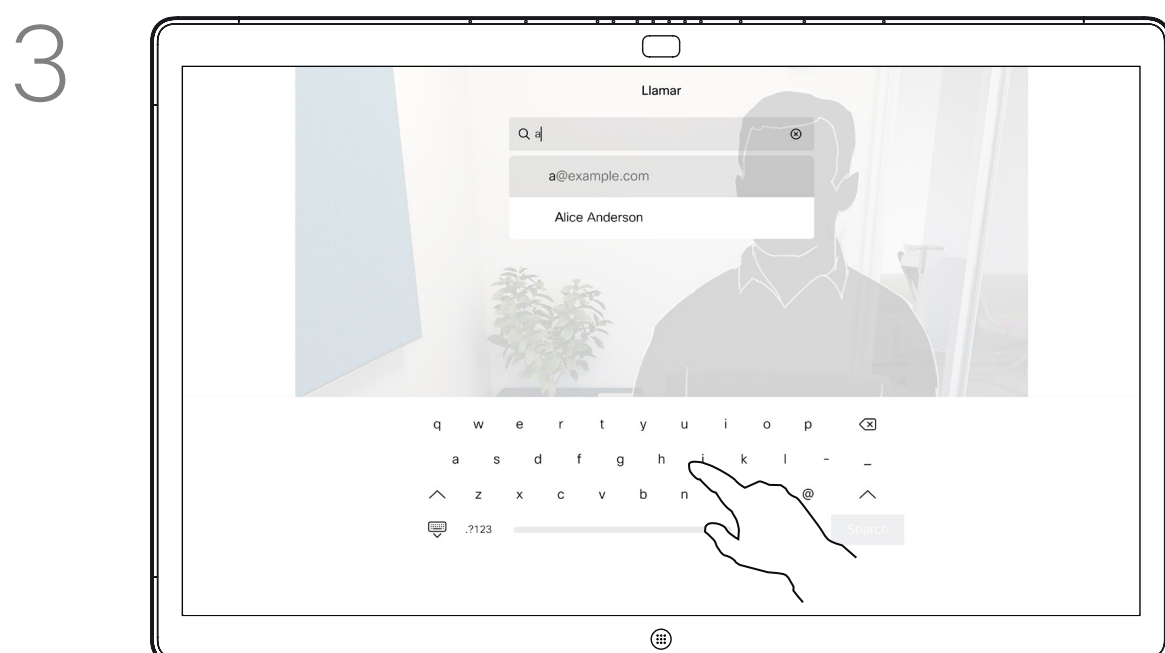 3
Llamar
a
a@example.com
Alice Anderson
q w e r t y u i o p
a s d f g h j k l - _
z x c v b n @
.?123
Search